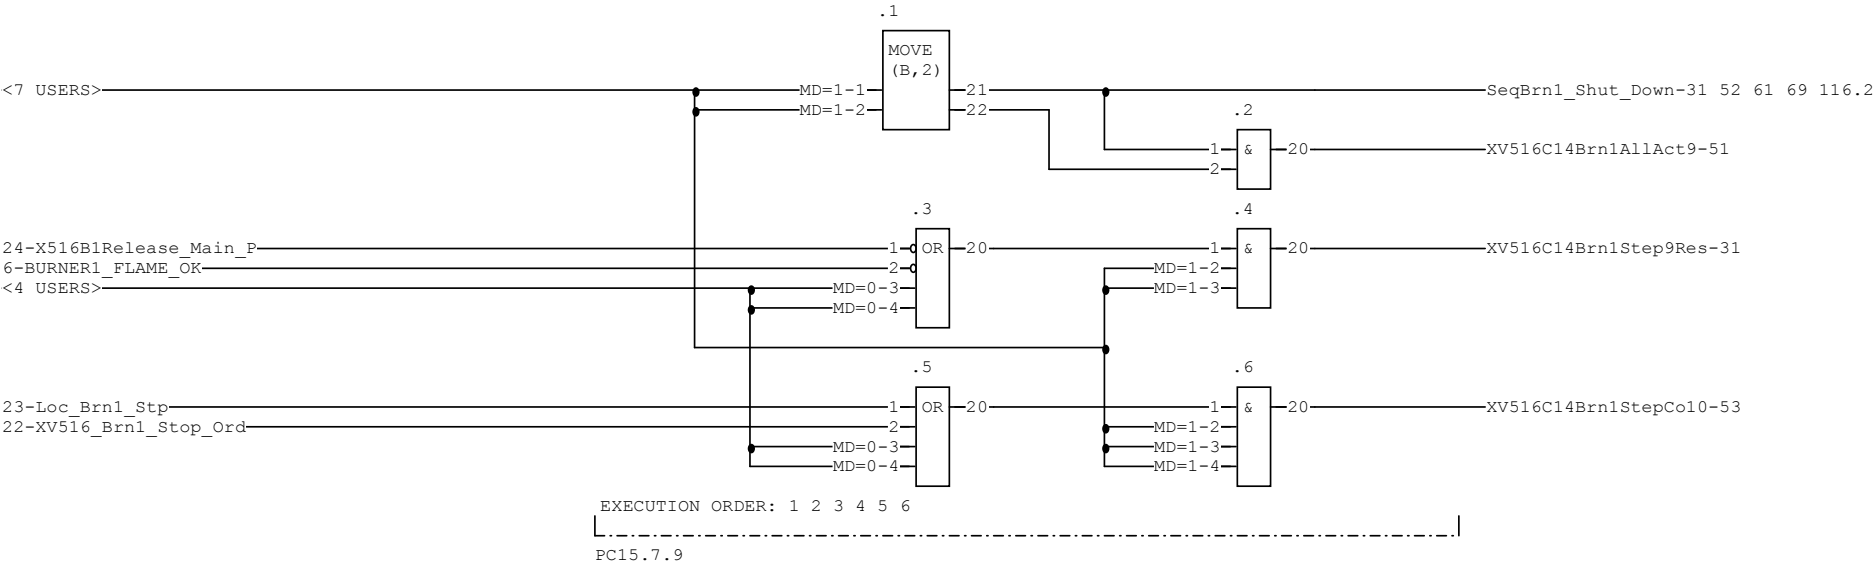 .1
MOVE
(B,2)
<7 USERS> MD=1-1 21 SeqBrn1_Shut_Down-31 52 61 69 116.2
MD=1-2 22
.2
1 & 20 XV516C14Brn1AllAct9-51
2
.3 .4
24-X516B1Release_Main_P 1 OR 20 1 & 20 XV516C14Brn1Step9Res-31
6-BURNER1_FLAME_OK 2 MD=1-2
<4 USERS> MD=0-3 MD=1-3
MD=0-4
.5 .6
23-Loc_Brn1_Stp 1 OR 20 1 & 20 XV516C14Brn1StepCo10-53
22-XV516_Brn1_Stop_Ord 2 MD=1-2
MD=0-3 MD=1-3
MD=0-4 MD=1-4
EXECUTION ORDER: 1 2 3 4 5 6
PC15.7.9